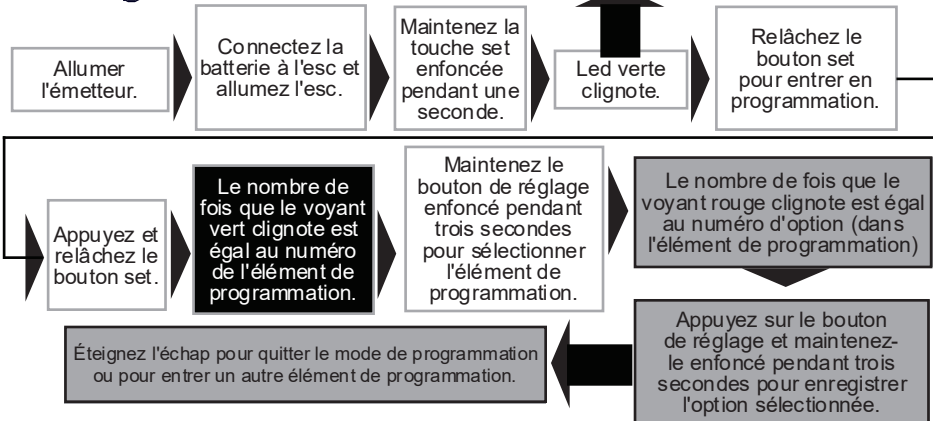 Allumer
l'émetteur.
Connectez la
batterie à l'esc et
allumez l'esc.
Maintenez la
touche set
enfoncée
pendant une
seconde.
Led verte
clignote.
Relâchez le
bouton set
pour entrer en
programmation.
Appuyez et
relâchez le
bouton set.
Le nombre de
fois que le voyant
vert clignote est
égal au numéro
de l'élément de
programmation.
Maintenez le
bouton de réglage
enfoncé pendant
trois secondes
pour sélectionner
l'élément de
programmation.
Le nombre de fois que le
voyant rouge clignote est égal
au numéro d'option (dans
l'élément de programmation)
Appuyez sur le bouton
de réglage et maintenez-
le enfoncé pendant trois
secondes pour enregistrer
l'option sélectionnée.
Éteignez l'échap pour quitter le mode de programmation
ou pour entrer un autre élément de programmation.